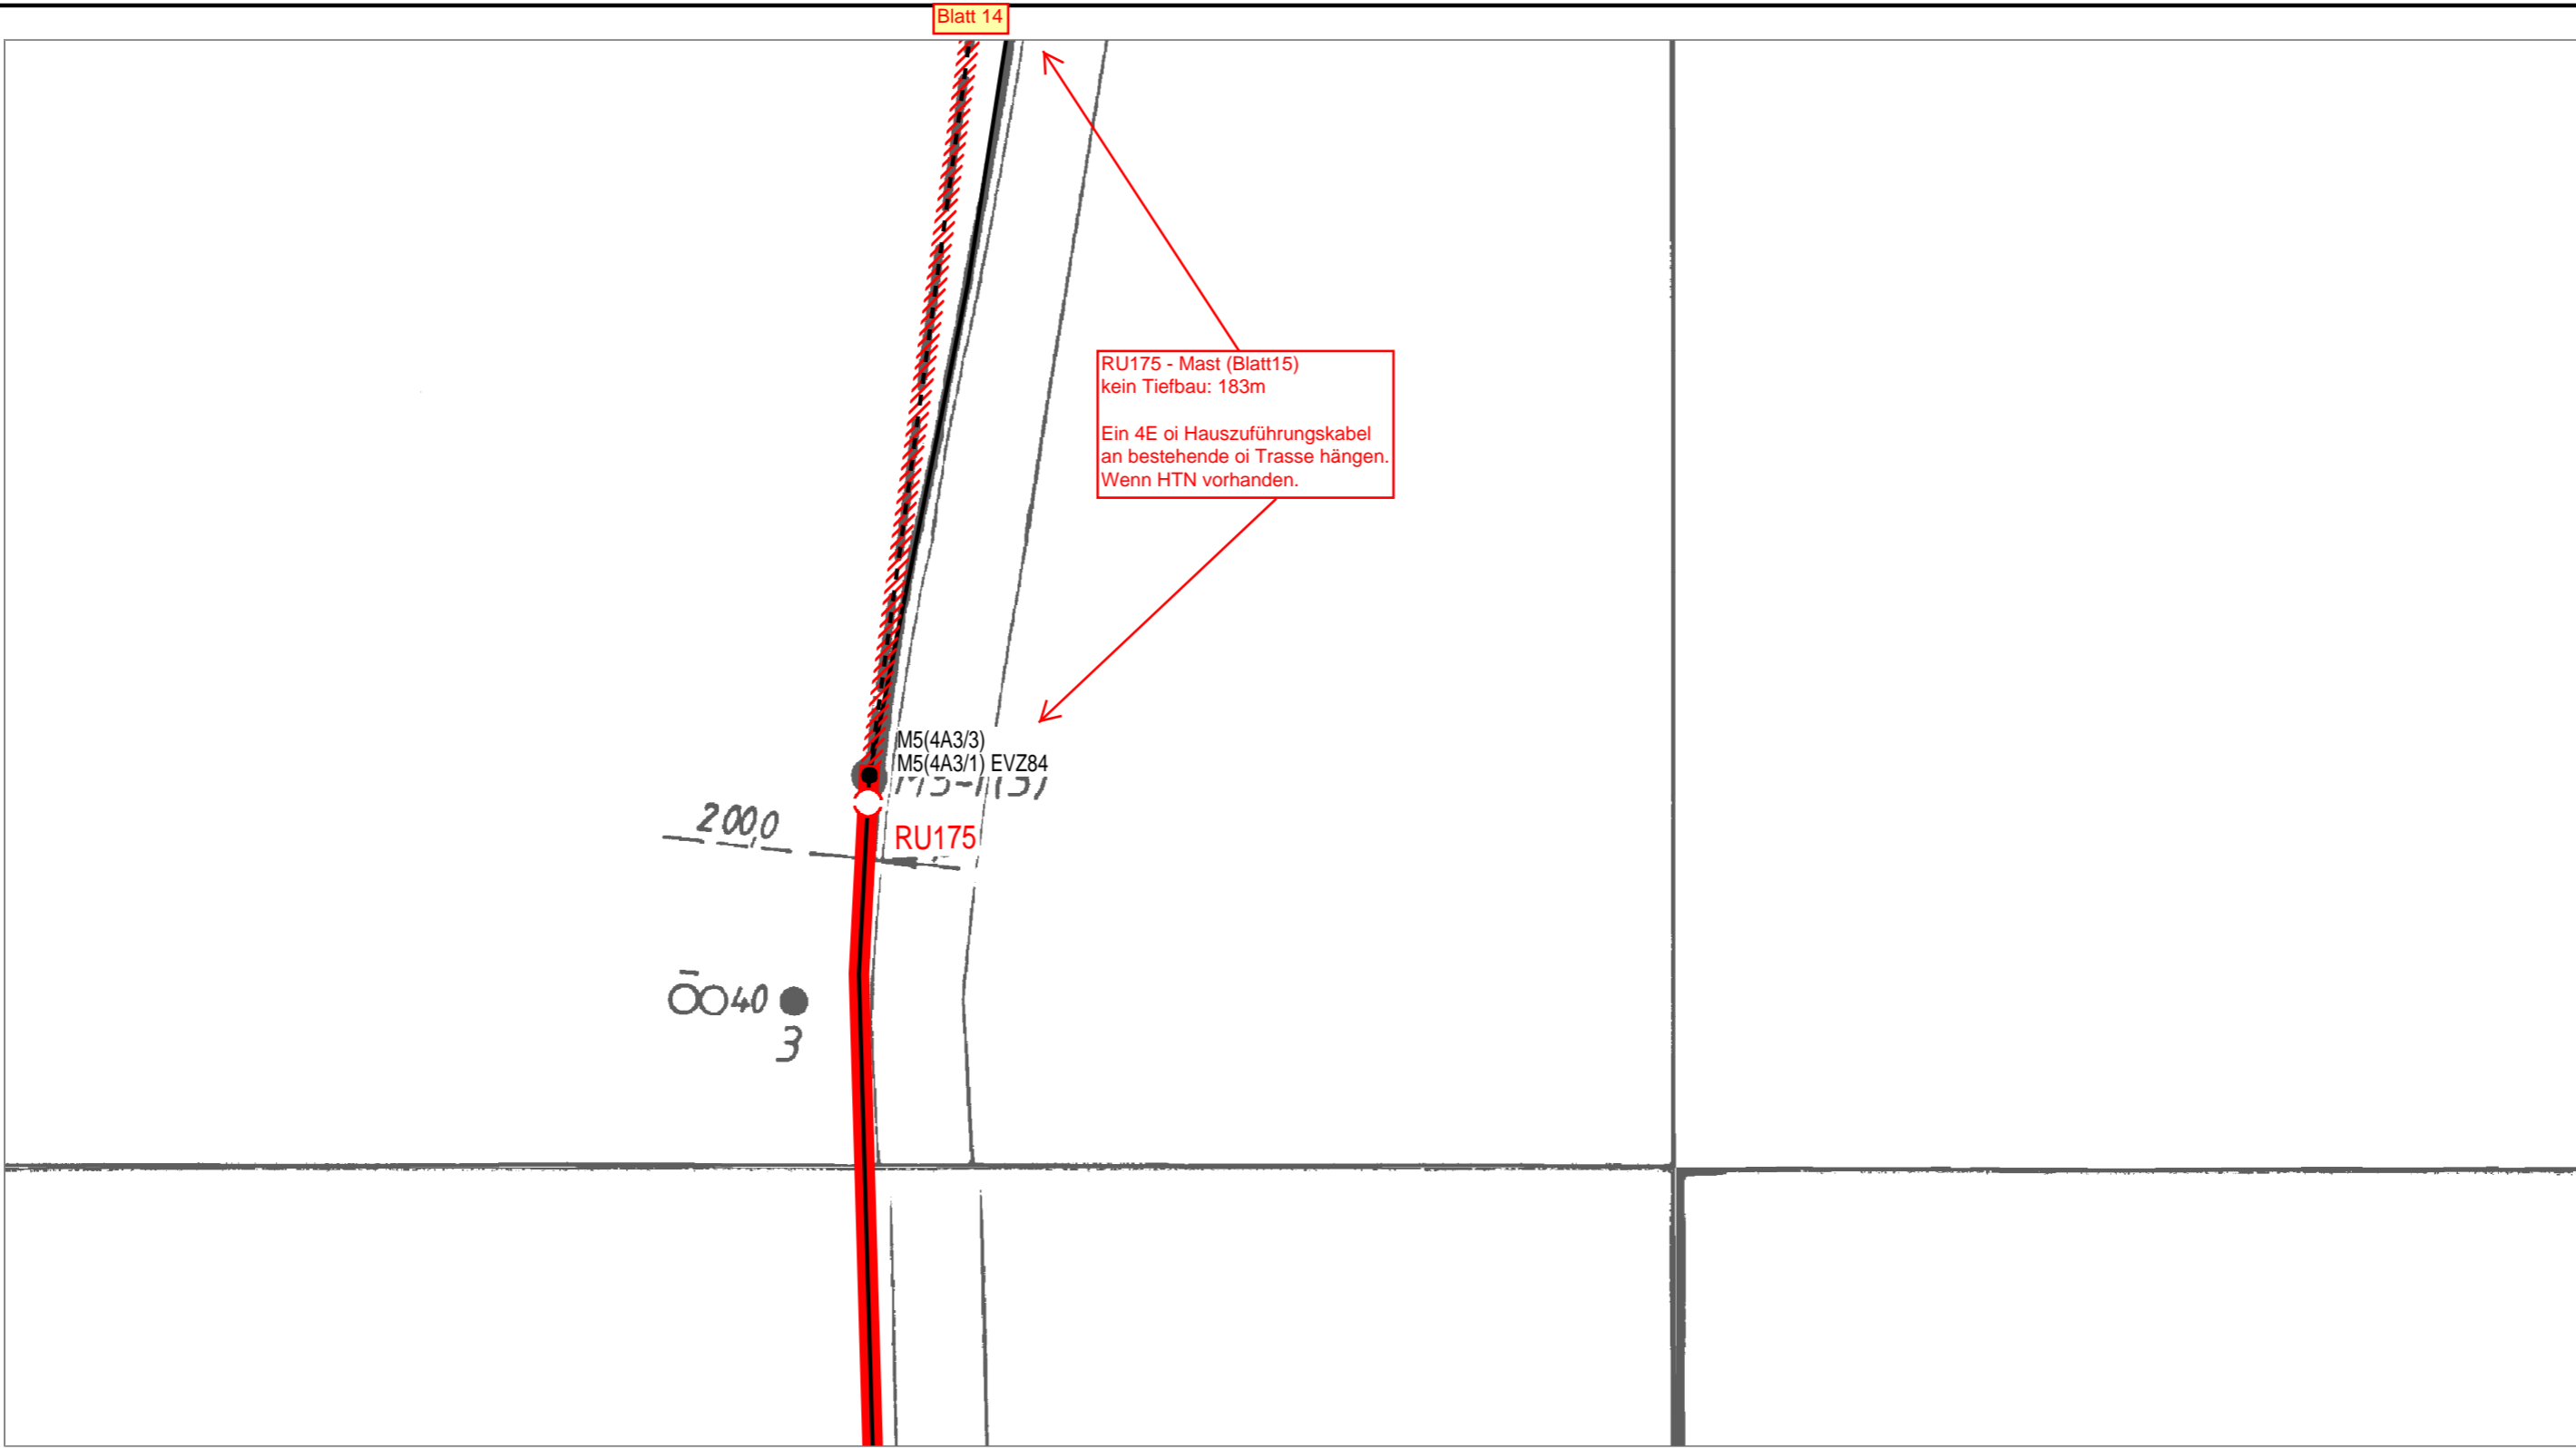 Blatt 14
RU175 - Mast (Blatt15)
kein Tiefbau: 183m
Ein 4E oi Hauszuführungskabel
an bestehende oi Trasse hängen.
Wenn HTN vorhanden.
M5(4A3/3)
M5(4A3/1) EVZ84
200,0
RU175
40
3